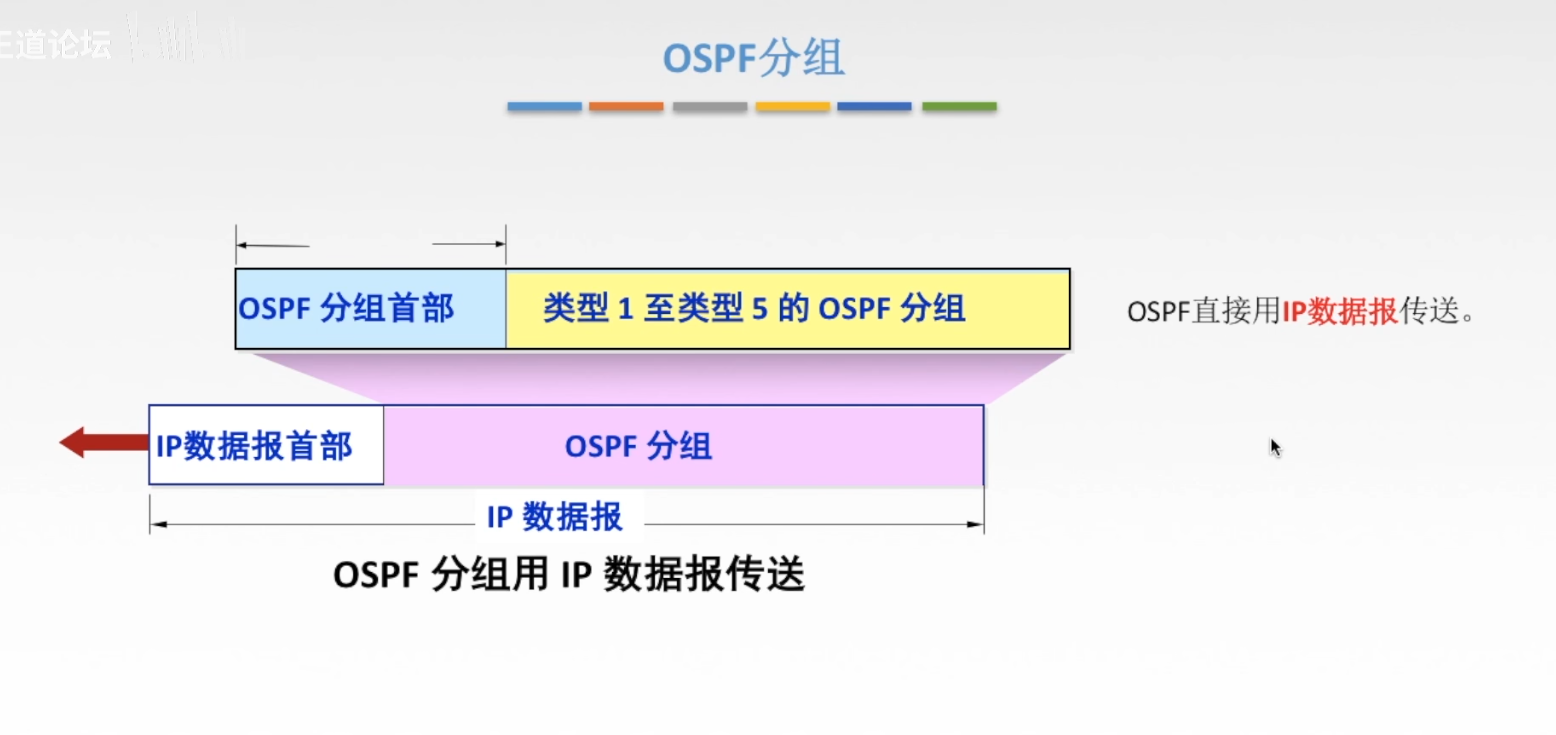 王道论坛
OSPF分组
OSPF 分组首部
类型 1 至类型 5 的 OSPF 分组
OSPF直接用IP数据报传送。
IP数据报首部
OSPF 分组
IP 数据报
OSPF 分组用 IP 数据报传送